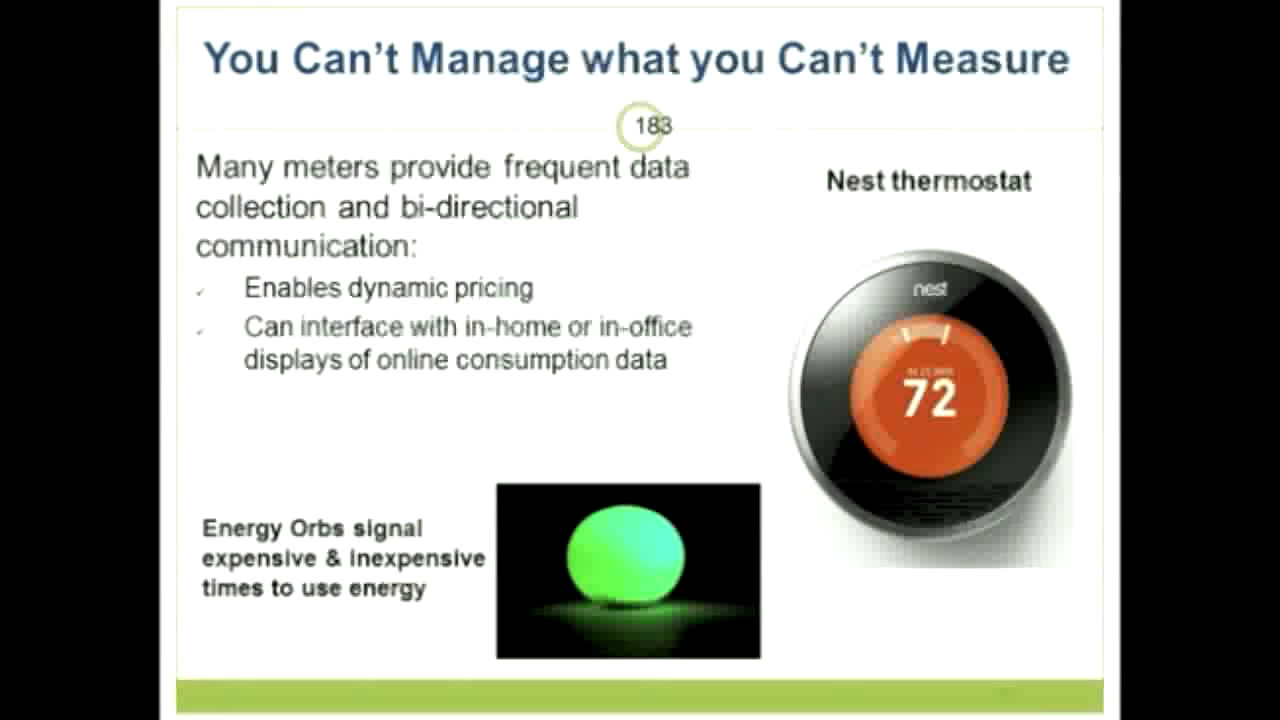 You Can't Manage what you Can't Measure
183
Many meters provide frequent data
collection and bi-directional
communication:
Enables dynamic pricing
Can interface with in-home or in-office
displays of online consumption data
Nest thermostat
nest
72
Energy Orbs signal
expensive & inexpensive
times to use energy